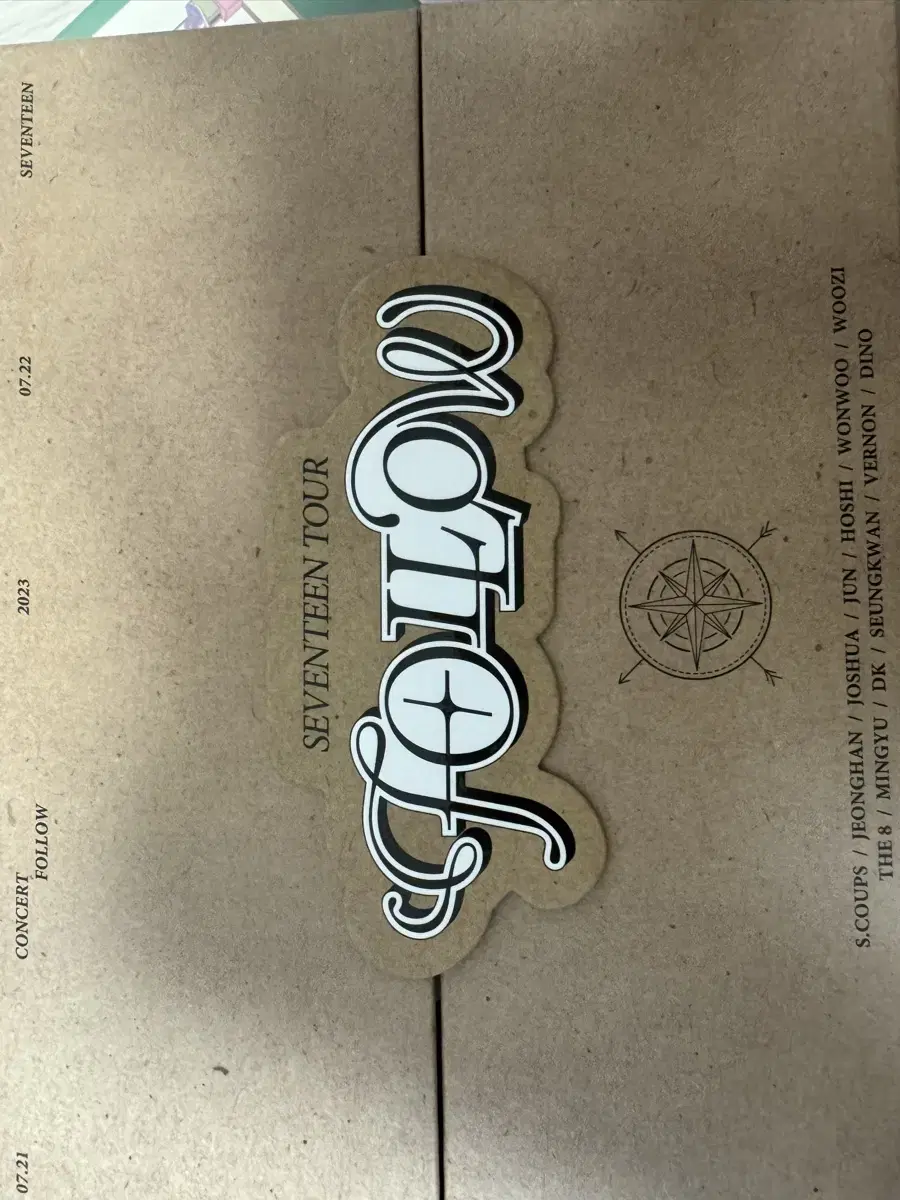 07.21
CONCERT
FOLLOW
2023
07.22
SEVENTEEN
SEVENTEEN TOUR
FOLLOW
S.COUPS / JEONGHAN / JOSHUA / JUN / HOSHI / WONWOO / WOOZI
THE 8 / MINGYU / DK / SEUNGKWAN / VERNON / DINO